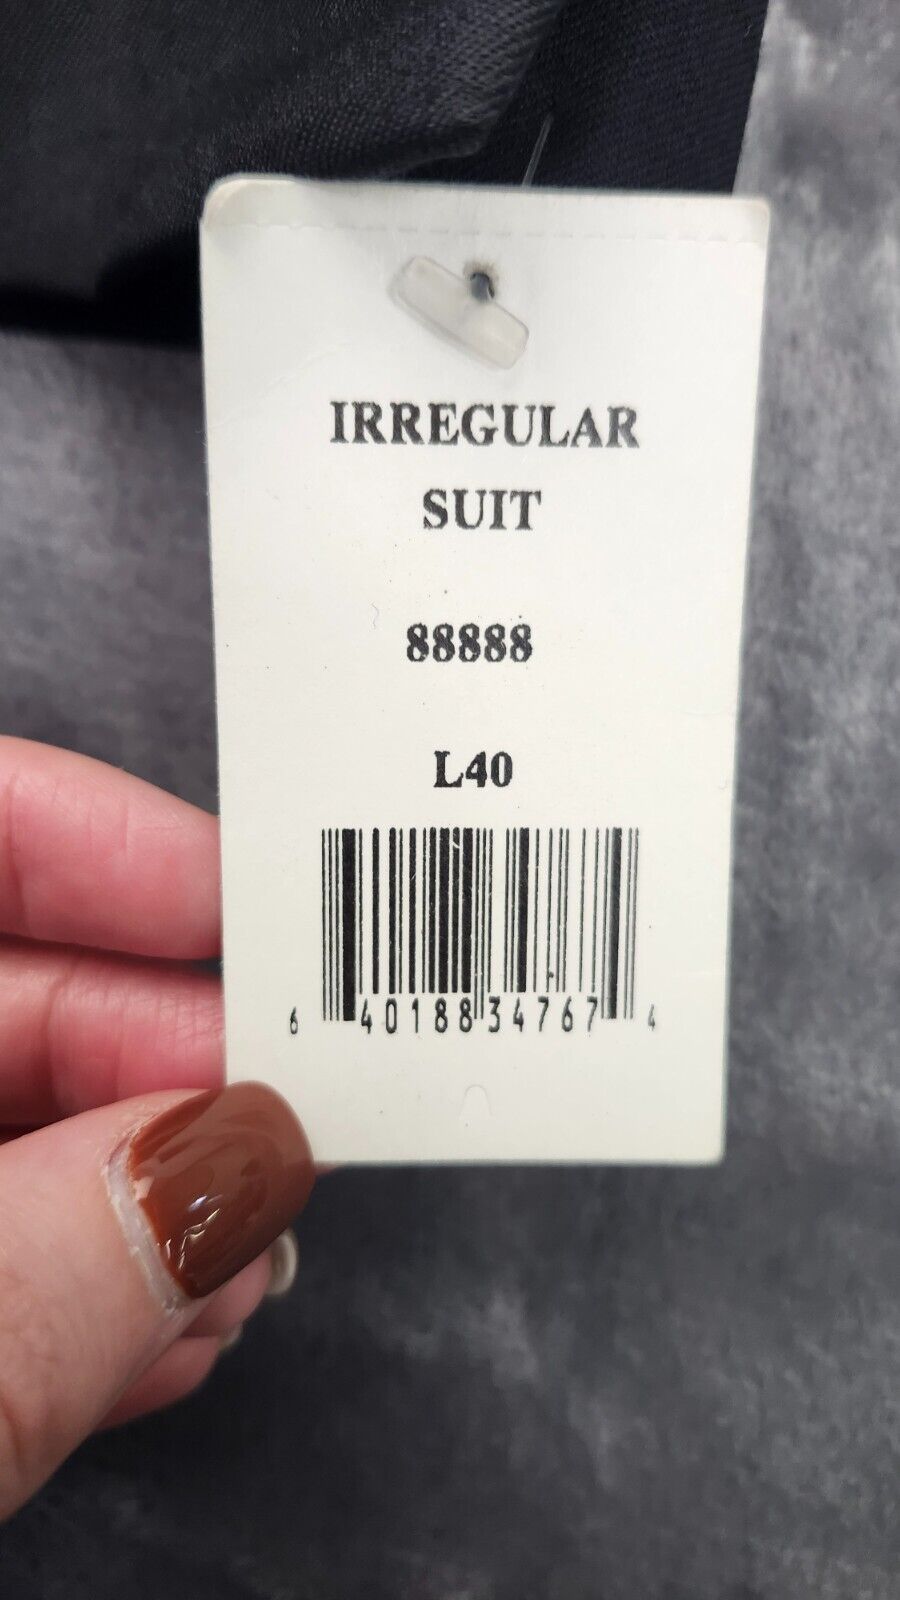 IRREGULAR
SUIT
88888
L40
6 40188 34767 4